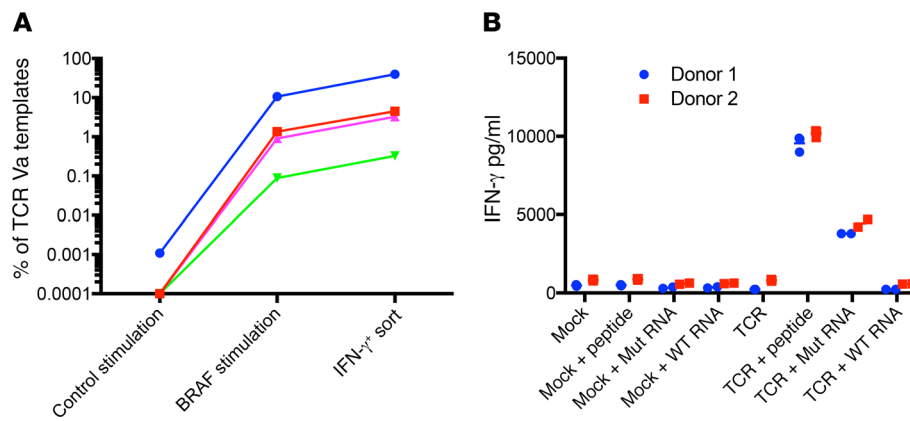 A
% of TCR Va templates
100
10
1
0.1
0.01
0.001
0.0001
Control stimulation
BRAF stimulation
IFN-γ⁺ sort
B
IFN-γ pg/ml
15000
10000
5000
0
Donor 1
Donor 2
Mock
Mock + peptide
Mock + Mut RNA
Mock + WT RNA
TCR
TCR + peptide
TCR + Mut RNA
TCR + WT RNA